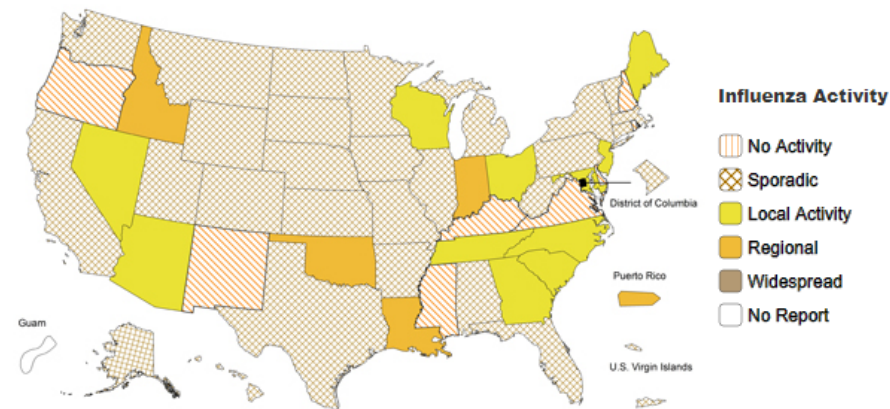 Influenza Activity
No Activity
Sporadic
District of Columbia
Local Activity
Regional
Puerto Rico
Widespread
No Report
Guam
U.S. Virgin Islands